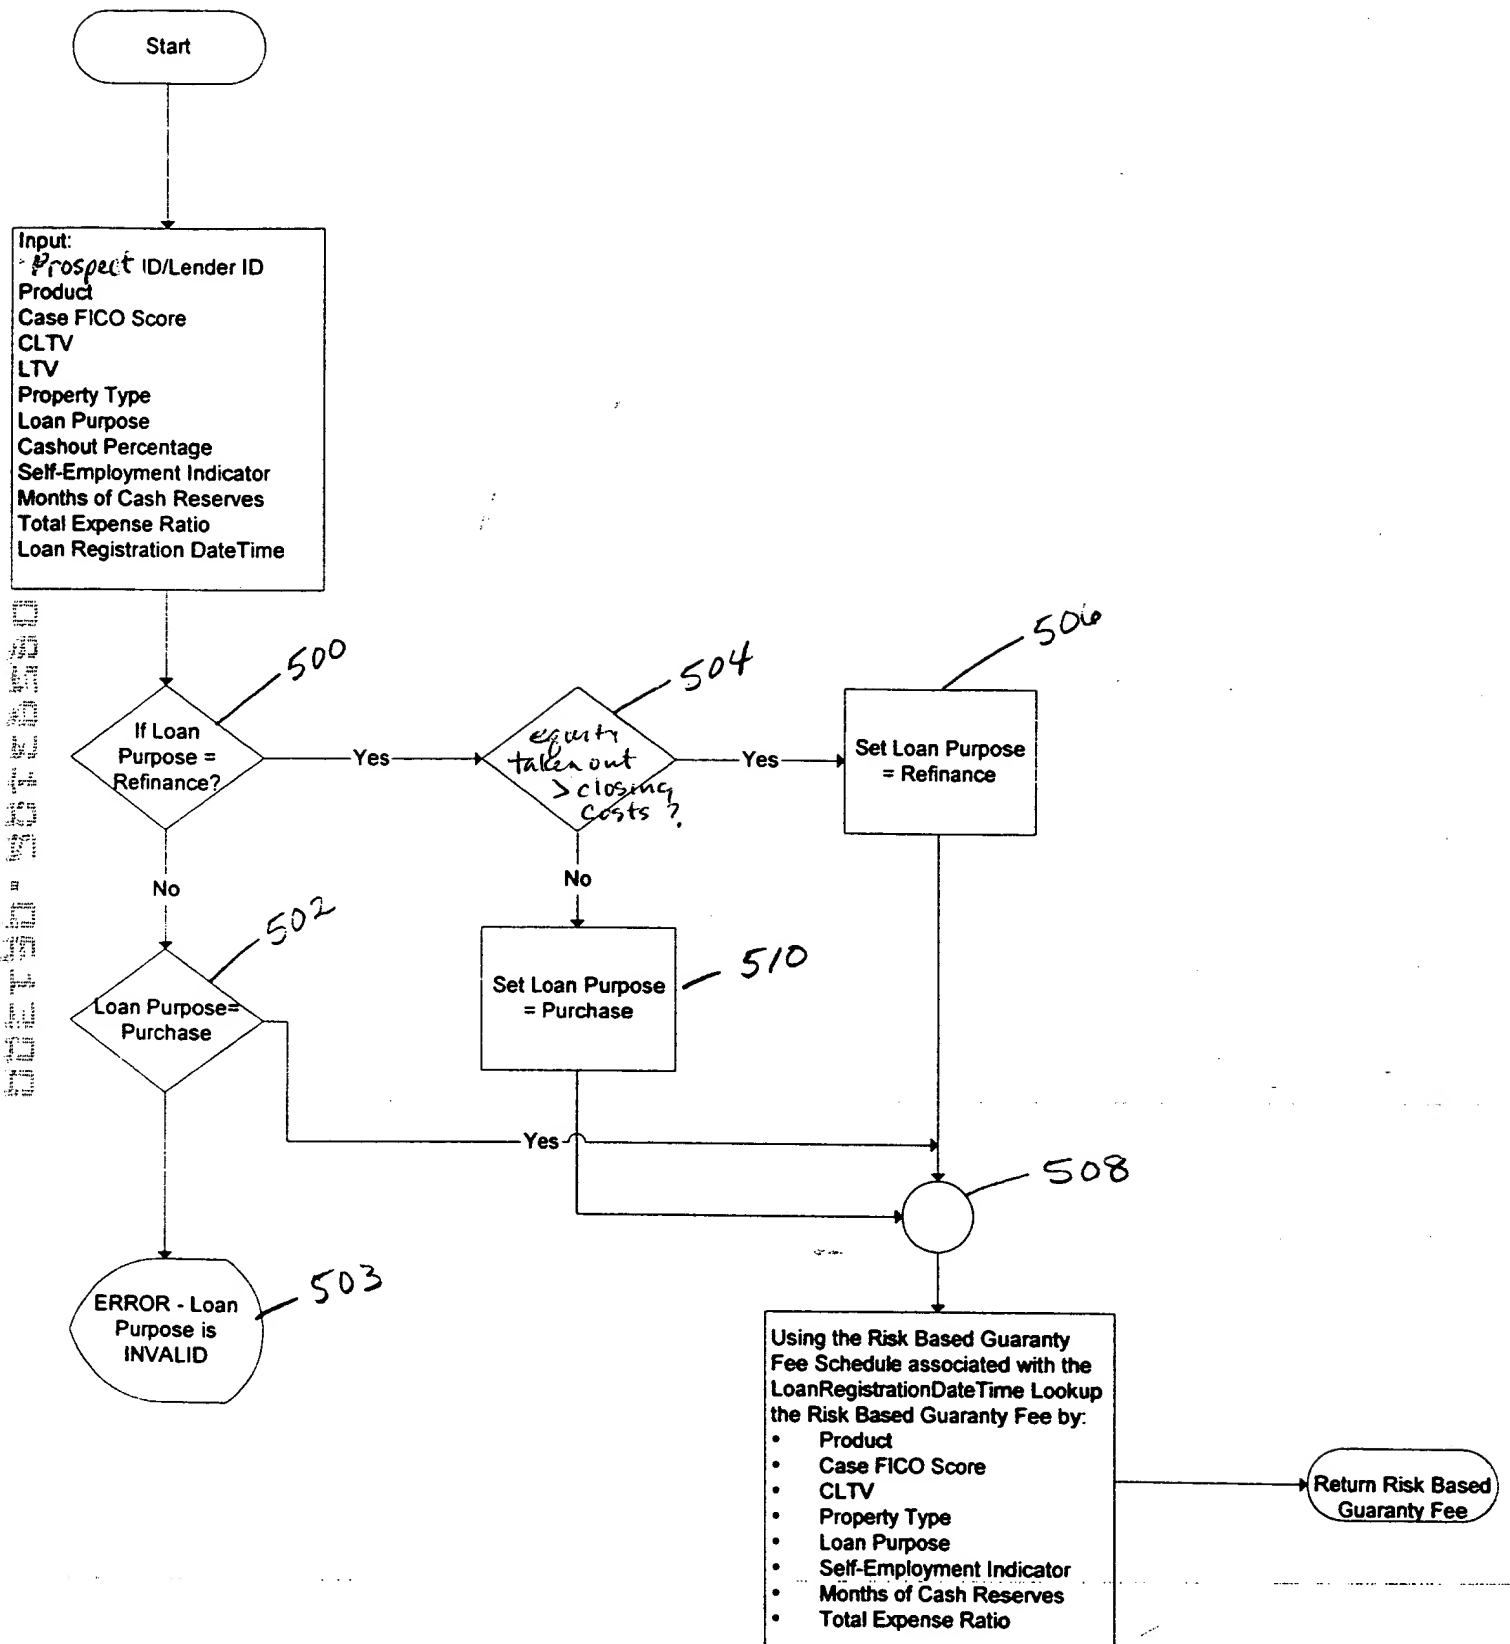 Start
Input:
Prospect ID/Lender ID
Product
Case FICO Score
CLTV
LTV
Property Type
Loan Purpose
Cashout Percentage
Self-Employment Indicator
Months of Cash Reserves
Total Expense Ratio
Loan Registration DateTime
500
If Loan
Purpose =
Refinance?
Yes
504
equity
taken out
> closing
costs ?
Yes
506
Set Loan Purpose
= Refinance
No
No
502
Loan Purpose=
Purchase
Set Loan Purpose
= Purchase
510
Yes
508
503
ERROR - Loan
Purpose is
INVALID
Using the Risk Based Guaranty
Fee Schedule associated with the
LoanRegistrationDateTime Lookup
the Risk Based Guaranty Fee by:
• Product
• Case FICO Score
• CLTV
• Property Type
• Loan Purpose
• Self-Employment Indicator
• Months of Cash Reserves
• Total Expense Ratio
Return Risk Based
Guaranty Fee